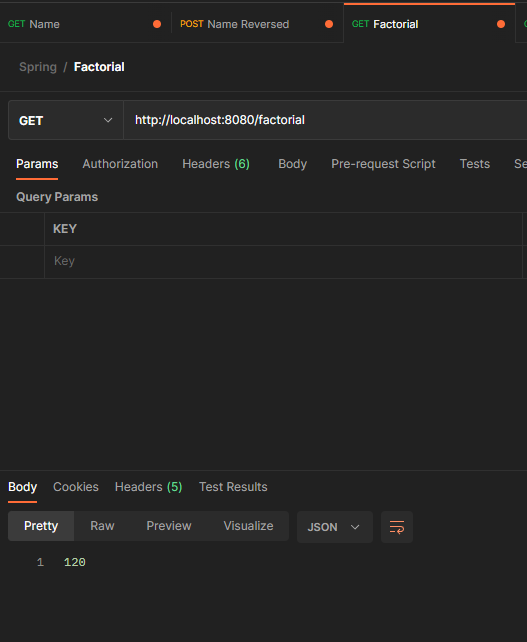 GET Name POST Name Reversed GET Factorial
Spring / Factorial
GET http://localhost:8080/factorial
Params Authorization Headers (6) Body Pre-request Script Tests Se
Query Params
KEY
Key
Body Cookies Headers (5) Test Results
Pretty Raw Preview Visualize JSON
1 120